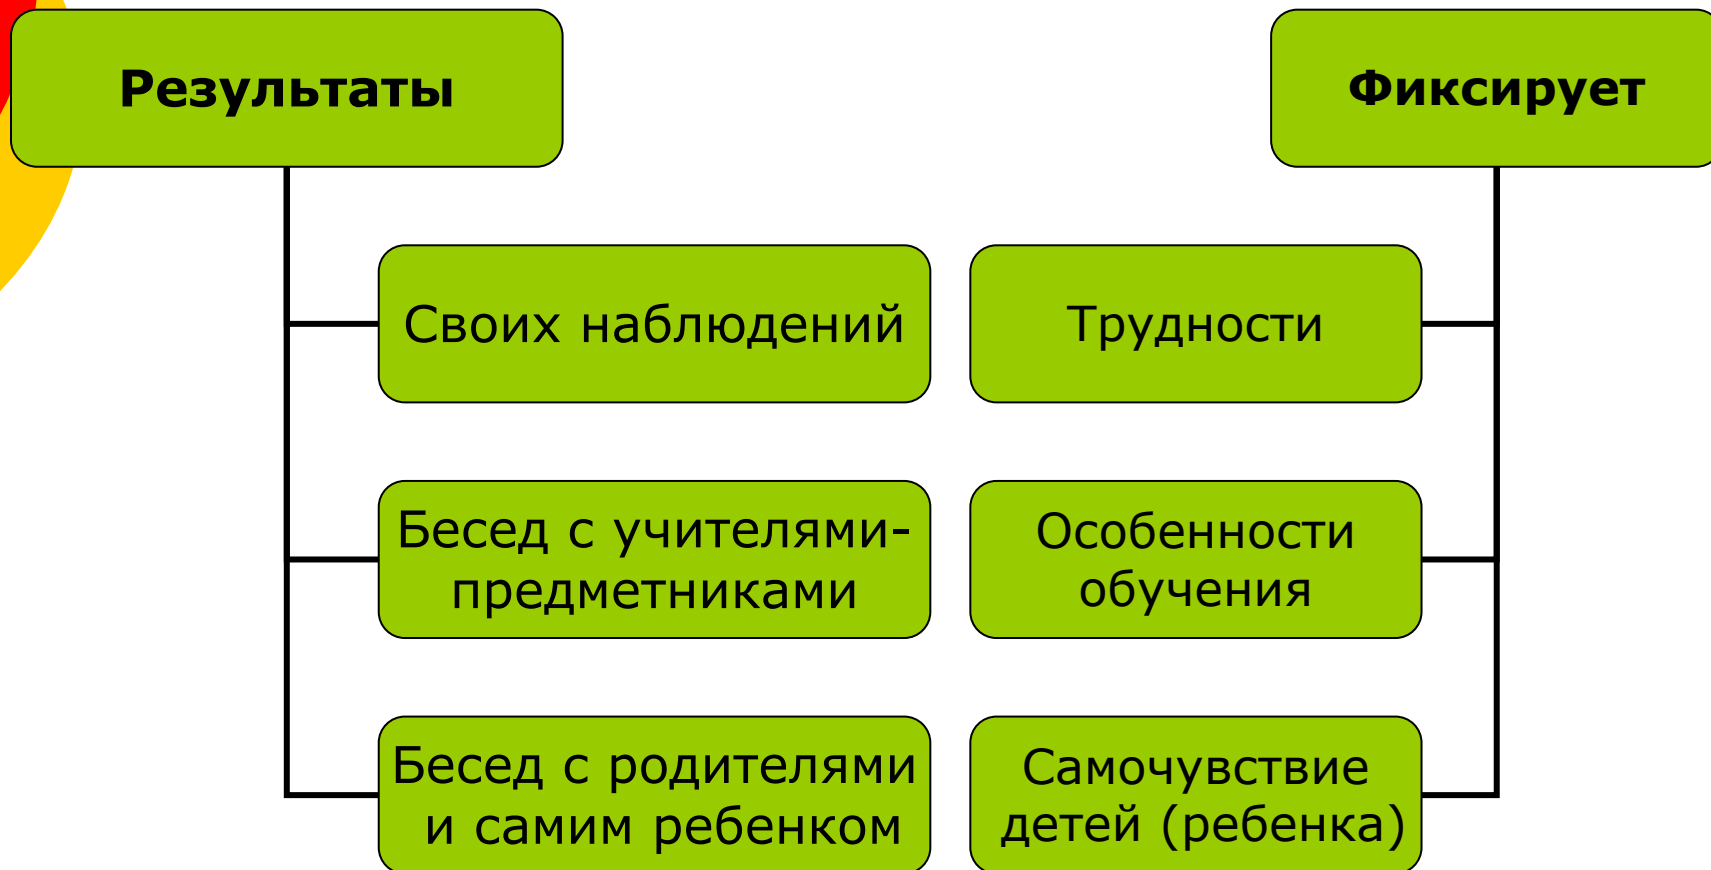 Результаты
Фиксирует
Своих наблюдений
Трудности
Бесед с учителями-
предметниками
Особенности
обучения
Бесед с родителями
и самим ребенком
Самочувствие
детей (ребенка)